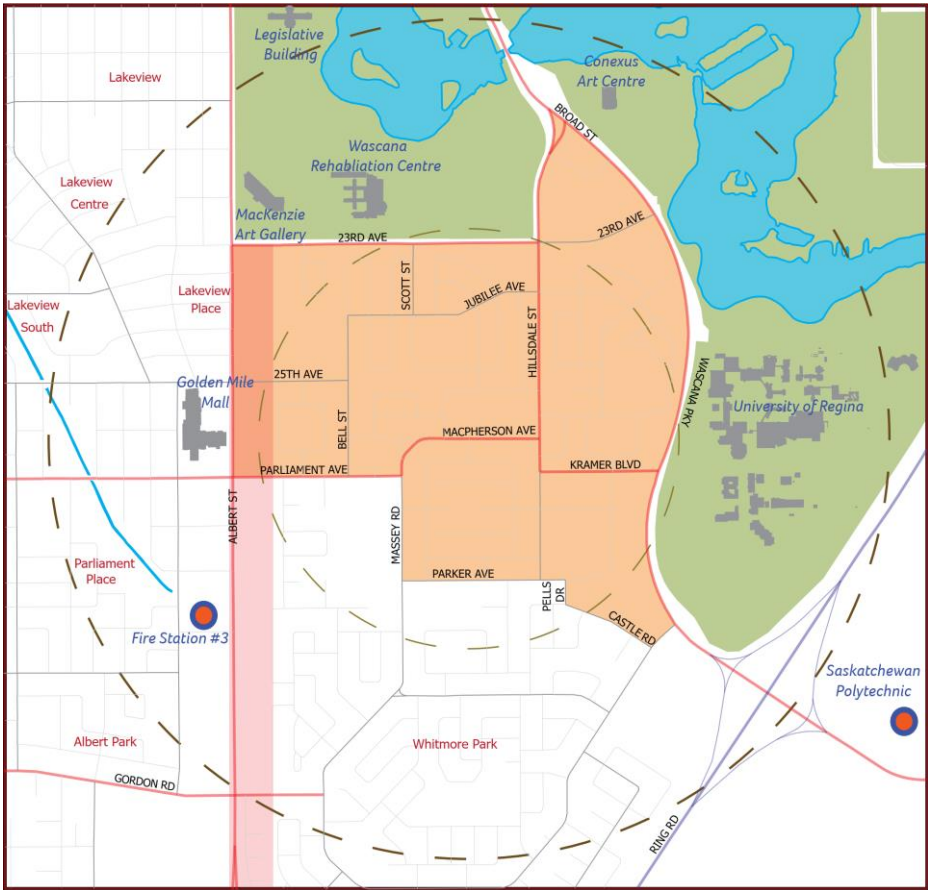 Legislative
Building
Conexus
Art Centre
Lakeview
BROAD ST
Wascana
Rehabliation Centre
Lakeview
Centre
MacKenzie
Art Gallery
23RD AVE
23RD AVE
SCOTT ST
JUBILEE AVE
Lakeview
Place
Lakeview
South
HILLSDALE ST
WASCANA PKY
25TH AVE
Golden Mile
Mall
University of Regina
BELL ST
MACPHERSON AVE
PARLIAMENT AVE
KRAMER BLVD
ALBERT ST
MASSEY RD
Parliament
Place
PARKER AVE
PELLS
DR
CASTLE RD
Fire Station #3
Saskatchewan
Polytechnic
Albert Park
Whitmore Park
GORDON RD
RING RD